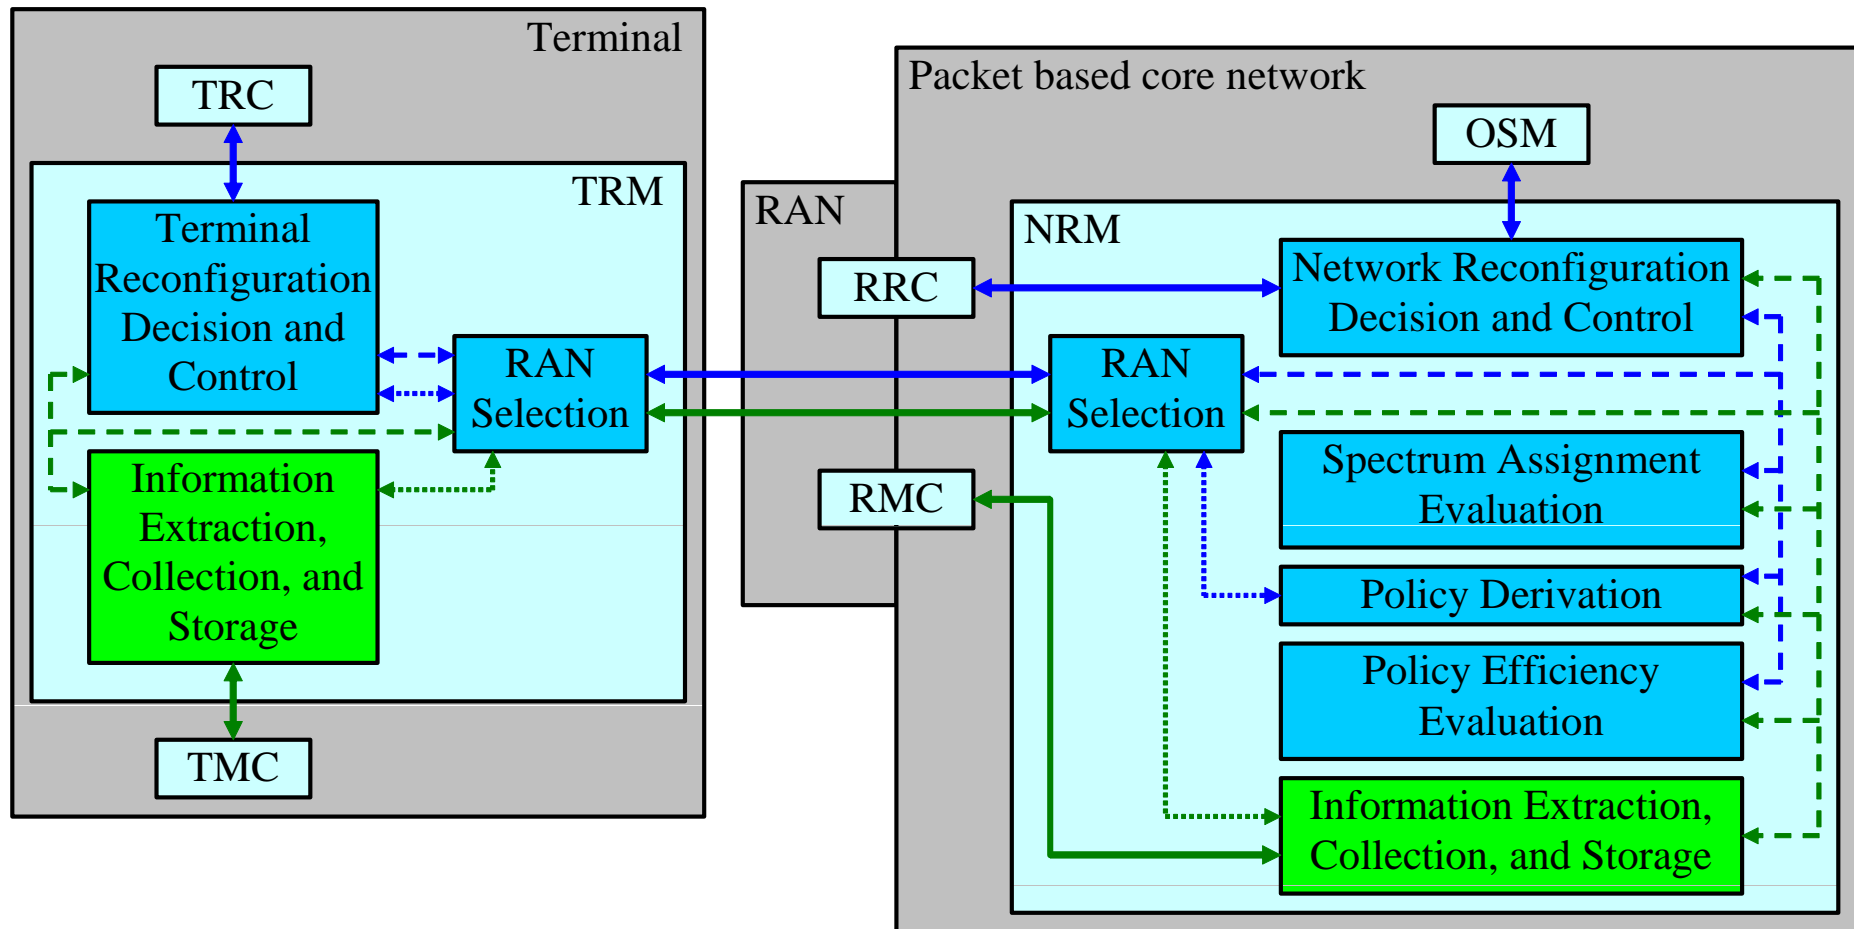 Terminal
TRC
TRM
Terminal
Reconfiguration
Decision and
Control
RAN
Selection
Information
Extraction,
Collection, and
Storage
TMC
RAN
RRC
RMC
Packet based core network
OSM
NRM
Network Reconfiguration
Decision and Control
RAN
Selection
Spectrum Assignment
Evaluation
Policy Derivation
Policy Efficiency
Evaluation
Information Extraction,
Collection, and Storage